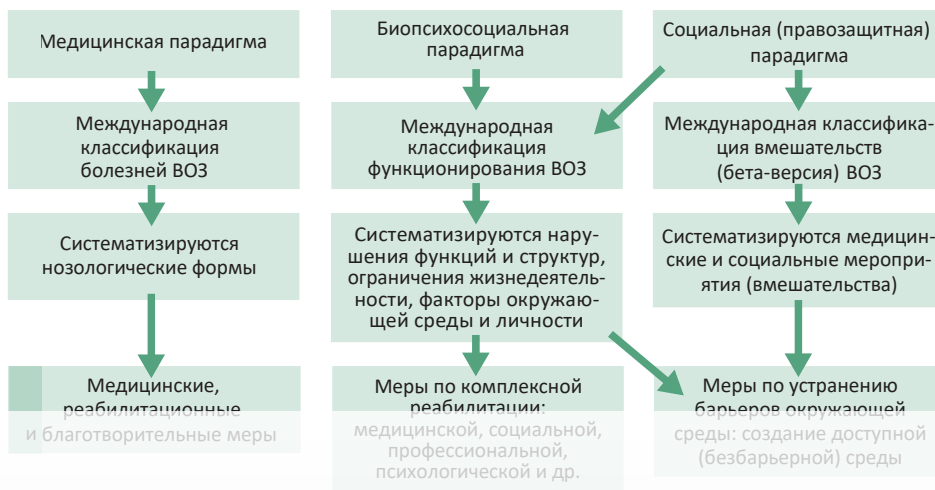 Медицинская парадигма
Международная
классификация
болезней ВОЗ
Систематизируются
нозологические формы
Медицинские,
реабилитационные
и благотворительные меры
Биопсихосоциальная
парадигма
Международная
классификация
функционирования ВОЗ
Систематизируются нару-
шения функций и структур,
ограничения жизнедеятель-
ности, факторы окружаю-
щей среды и личности
Меры по комплексной
реабилитации:
медицинской, социальной,
профессиональной,
психологической и др.
Социальная (правозащитная)
парадигма
Международная классифика-
ция вмешательств
(бета-версия) ВОЗ
Систематизируются медицин-
ские и социальные меропри-
ятия (вмешательства)
Меры по устранению
барьеров окружающей
среды: создание доступной
(безбарьерной) среды